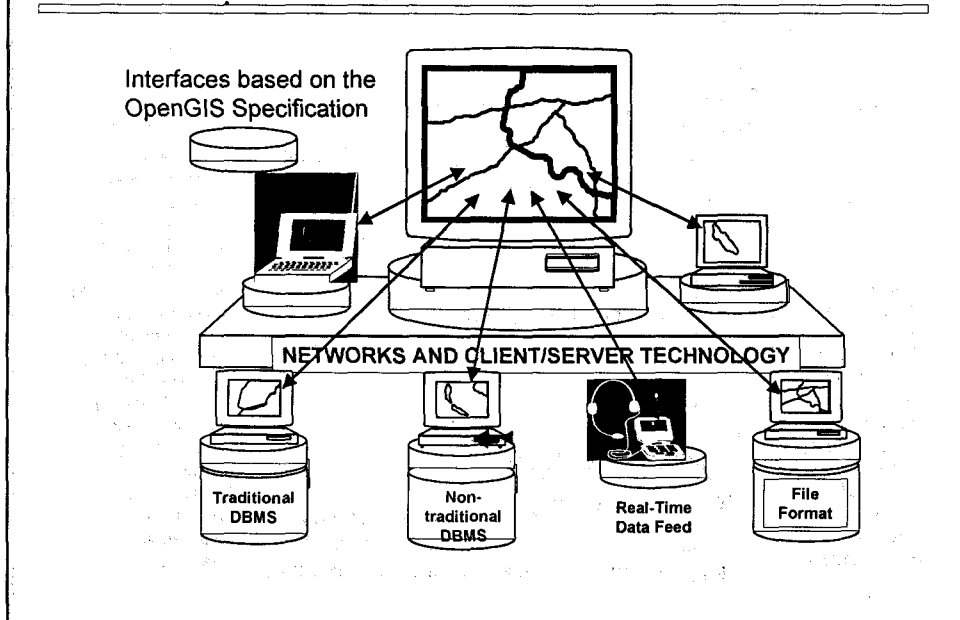 Interfaces based on the
OpenGIS Specification
NETWORKS AND CLIENT/SERVER TECHNOLOGY
Traditional
DBMS
Non-
traditional
DBMS
Real-Time
Data Feed
File
Format